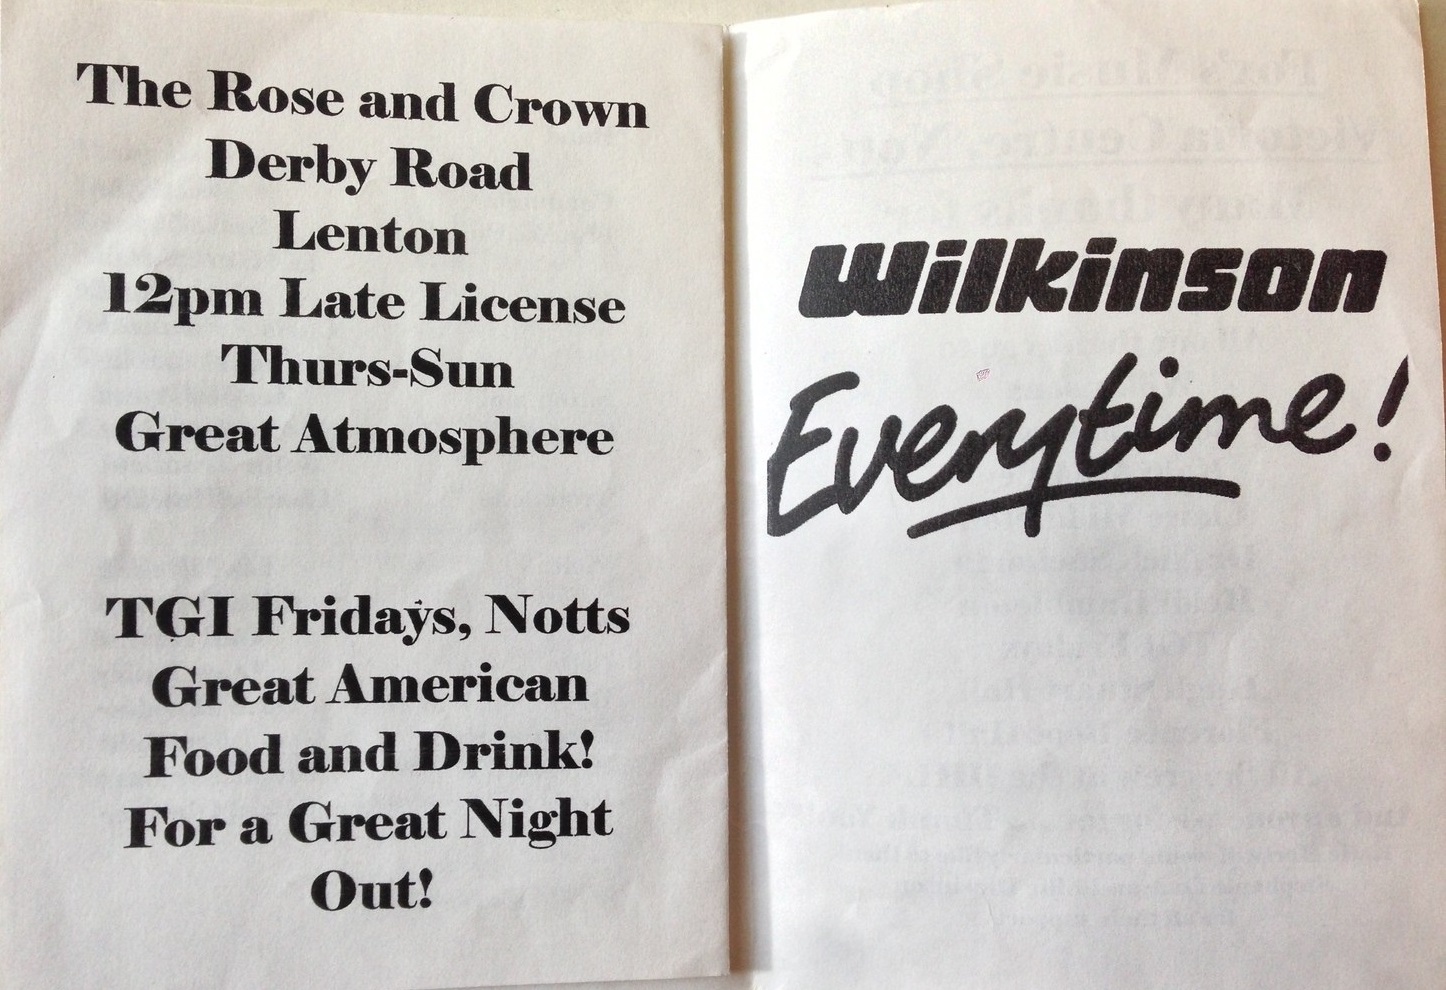 The Rose and Crown
Derby Road
Lenton
12pm Late License
Thurs-Sun
Great Atmosphere
TGI Fridays, Notts
Great American
Food and Drink!
For a Great Night
Out!
Wilkinson
Everytime!